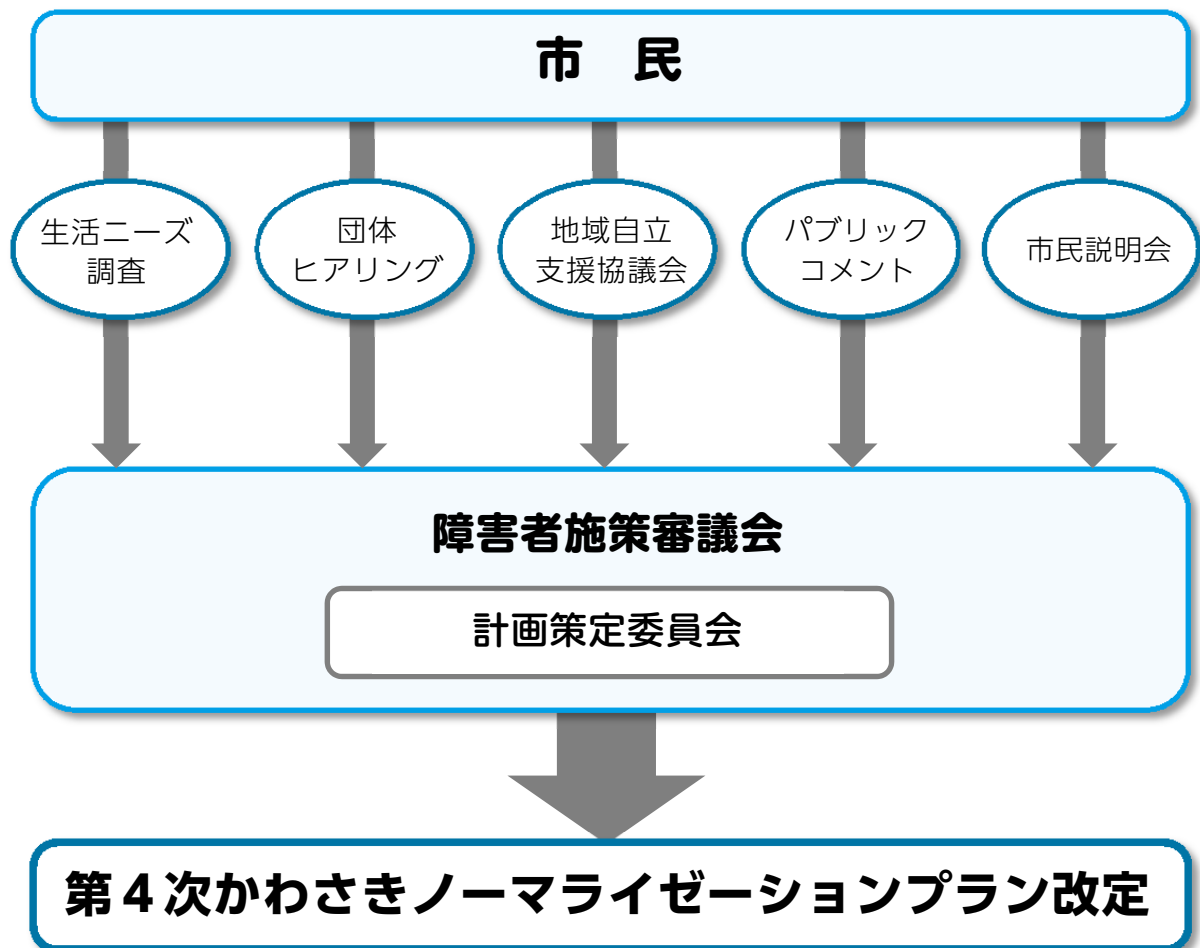 市　民
生活ニーズ
調査
団体
ヒアリング
地域自立
支援協議会
パブリック
コメント
市民説明会
障害者施策審議会
計画策定委員会
第４次かわさきノーマライゼーションプラン改定